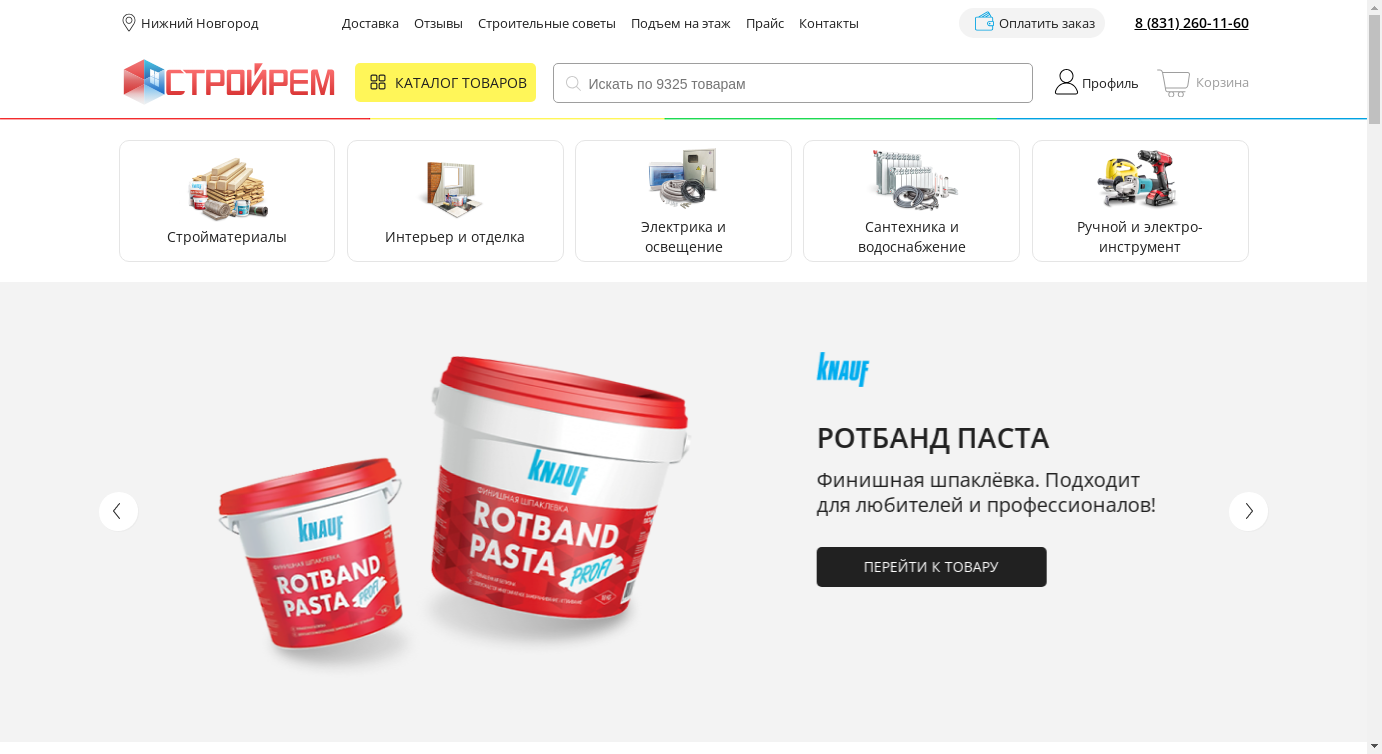 Нижний Новгород
Доставка Отзывы Строительные советы Подъем на этаж Прайс Контакты
Оплатить заказ
8 (831) 260-11-60
СТРОЙРЕМ
КАТАЛОГ ТОВАРОВ
Искать по 9325 товарам
Профиль
Корзина
Стройматериалы
Интерьер и отделка
Электрика и
освещение
Сантехника и
водоснабжение
Ручной и электро-
инструмент
KNAUF
ФИНИШНАЯ ШПАКЛЕВКА
ROTBAND
PASTA
PROFI
KNAUF
ФИНИШНАЯ ШПАКЛЕВКА
ROTBAND
PASTA
PROFI
KNAUF
РОТБАНД ПАСТА
Финишная шпаклёвка. Подходит
для любителей и профессионалов!
ПЕРЕЙТИ К ТОВАРУ